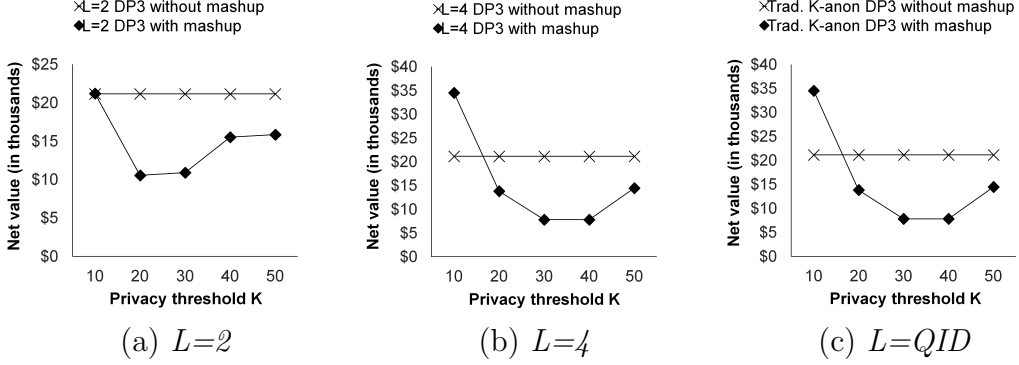 L=2 DP3 without mashup
L=2 DP3 with mashup
Net value (in thousands)
$25
$20
$15
$10
$5
$0
10 20 30 40 50
Privacy threshold K
(a) L=2
L=4 DP3 without mashup
L=4 DP3 with mashup
Net value (in thousands)
$40
$35
$30
$25
$20
$15
$10
$5
$0
10 20 30 40 50
Privacy threshold K
(b) L=4
Trad. K-anon DP3 without mashup
Trad. K-anon DP3 with mashup
Net value (in thousands)
$40
$35
$30
$25
$20
$15
$10
$5
$0
10 20 30 40 50
Privacy threshold K
(c) L=QID